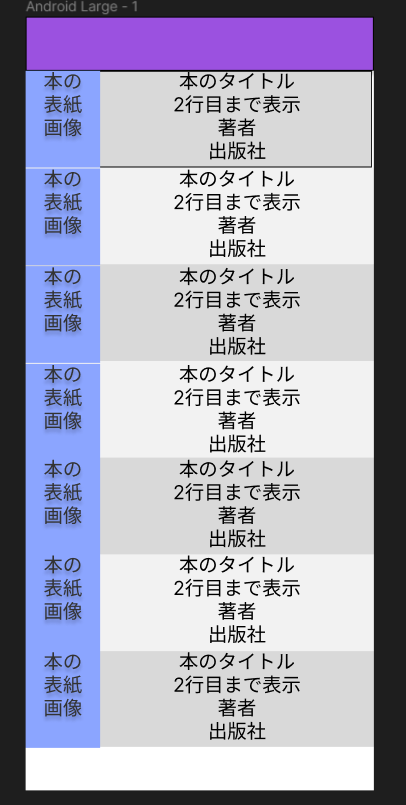 Android Large - 1
本の
表紙
画像
本のタイトル
2行目まで表示
著者
出版社
本の
表紙
画像
本のタイトル
2行目まで表示
著者
出版社
本の
表紙
画像
本のタイトル
2行目まで表示
著者
出版社
本の
表紙
画像
本のタイトル
2行目まで表示
著者
出版社
本の
表紙
画像
本のタイトル
2行目まで表示
著者
出版社
本の
表紙
画像
本のタイトル
2行目まで表示
著者
出版社
本の
表紙
画像
本のタイトル
2行目まで表示
著者
出版社